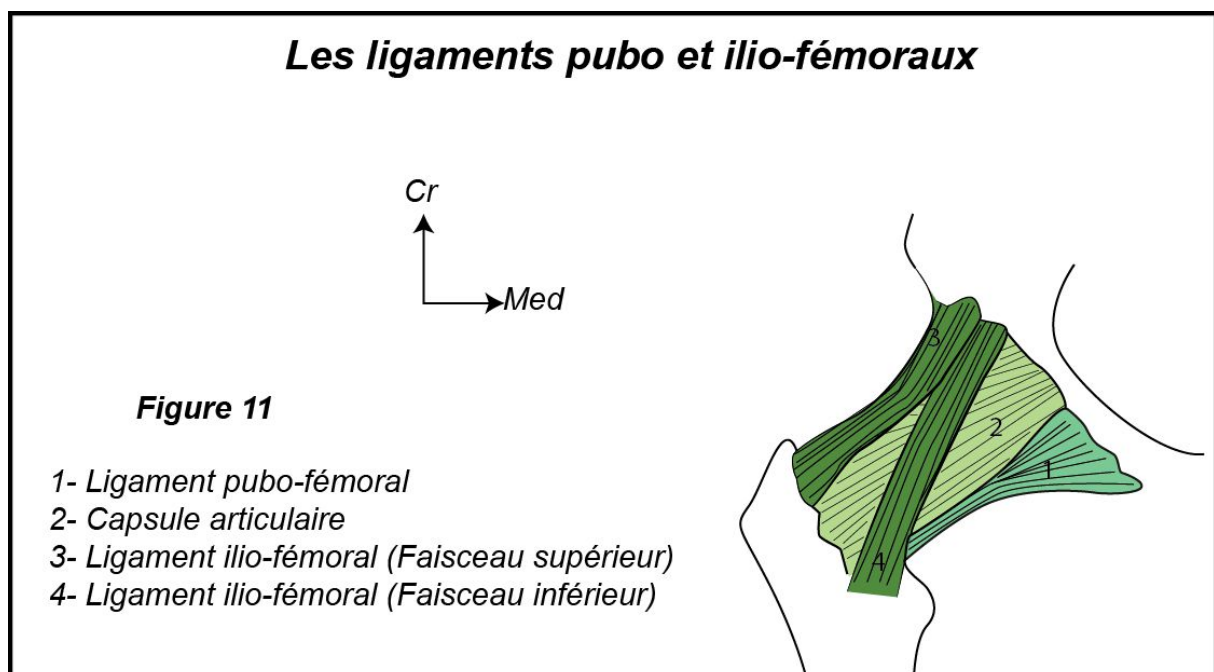 Les ligaments pubo et ilio-fémoraux
Cr
Med
3
2
1
4
Figure 11
1- Ligament pubo-fémoral
2- Capsule articulaire
3- Ligament ilio-fémoral (Faisceau supérieur)
4- Ligament ilio-fémoral (Faisceau inférieur)